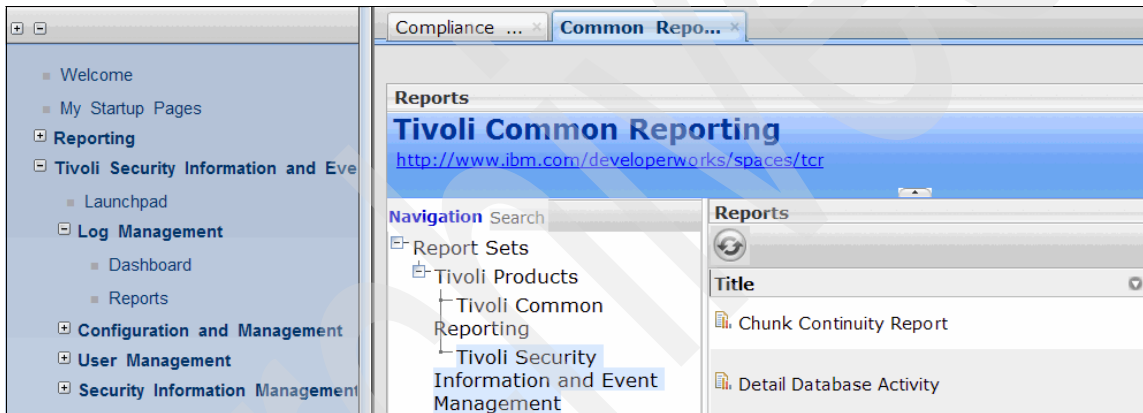 Welcome
My Startup Pages
Reporting
Tivoli Security Information and Eve
Launchpad
Log Management
Dashboard
Reports
Configuration and Management
User Management
Security Information Management
Compliance ...
Common Repo...
Reports
Tivoli Common Reporting
http://www.ibm.com/developerworks/spaces/tcr
Navigation Search
Report Sets
Tivoli Products
Tivoli Common
Reporting
Tivoli Security
Information and Event
Management
Reports
Title
Chunk Continuity Report
Detail Database Activity